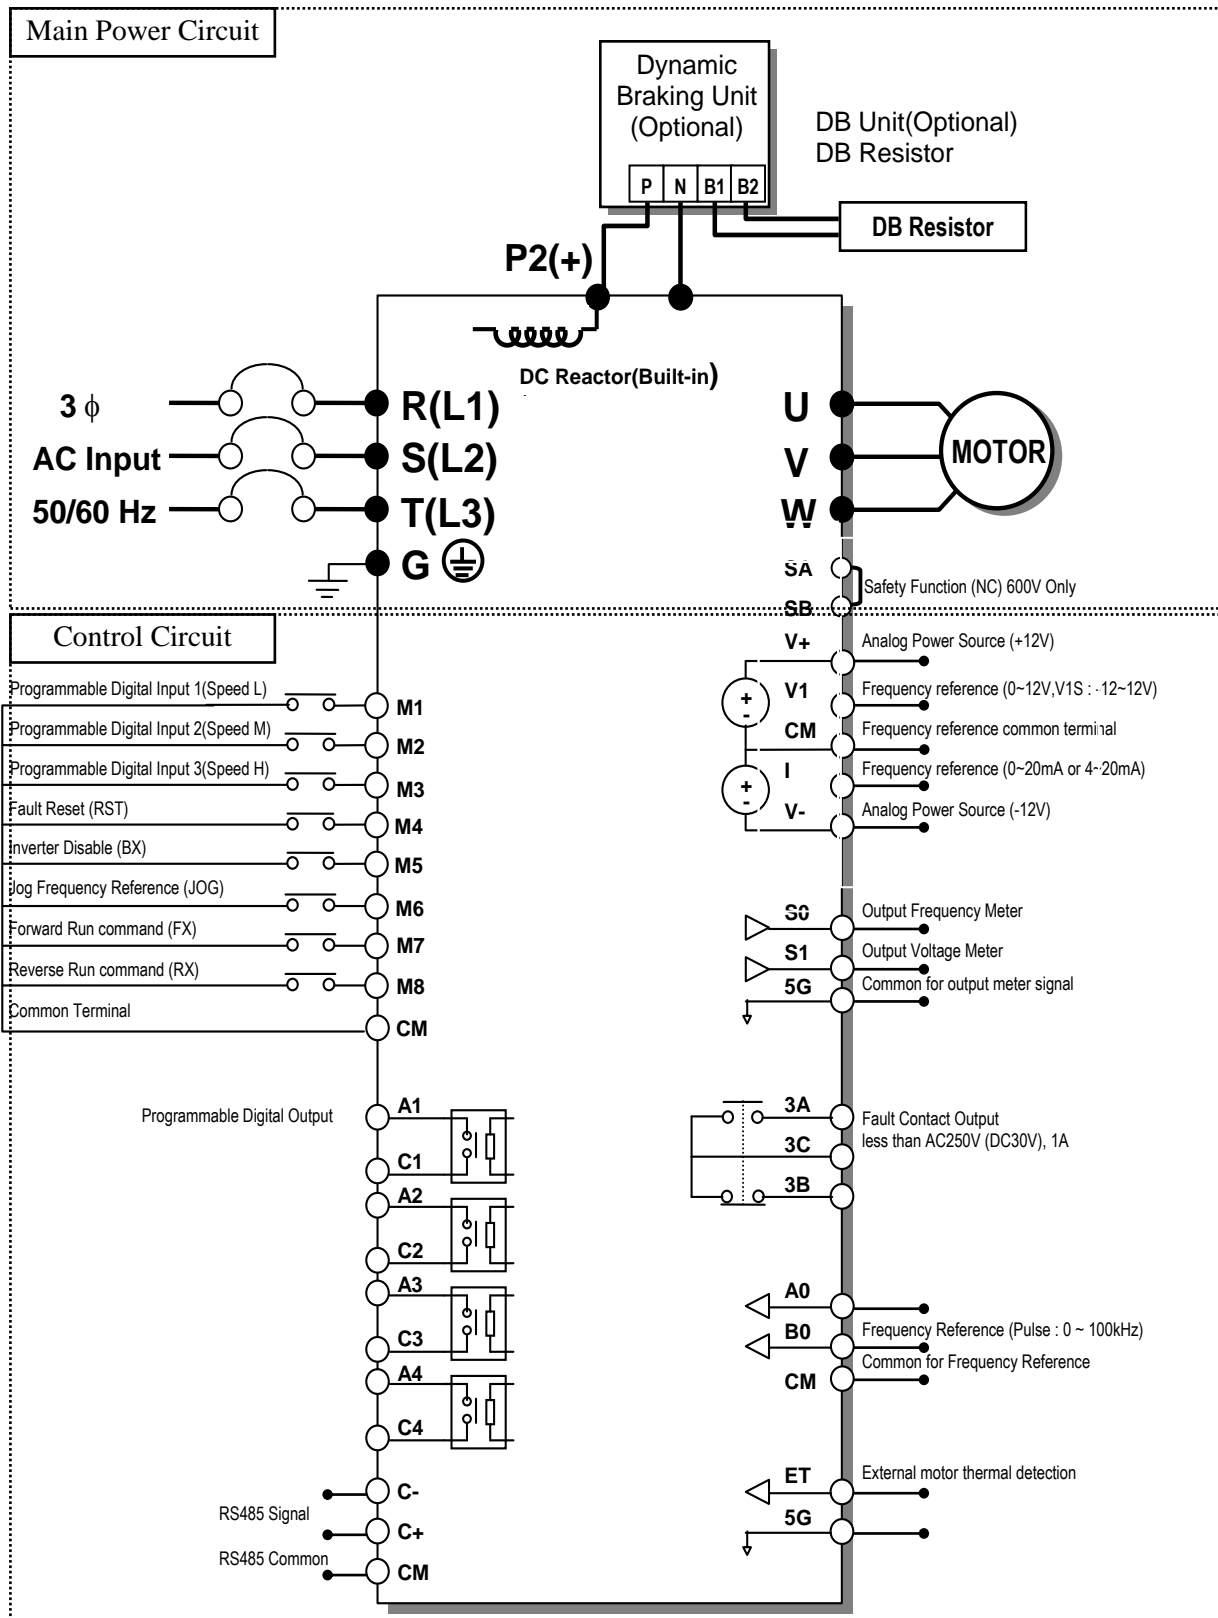 Main Power Circuit
Dynamic
Braking Unit
(Optional)
P N B1 B2
DB Unit(Optional)
DB Resistor
DB Resistor
P2(+)
DC Reactor(Built-in)
3 ϕ
AC Input
50/60 Hz
R(L1)
S(L2)
T(L3)
G
U
V
W
MOTOR
SA
SB
Safety Function (NC) 600V Only
Control Circuit
Programmable Digital Input 1(Speed L)
M1
Programmable Digital Input 2(Speed M)
M2
Programmable Digital Input 3(Speed H)
M3
Fault Reset (RST)
M4
Inverter Disable (BX)
M5
Jog Frequency Reference (JOG)
M6
Forward Run command (FX)
M7
Reverse Run command (RX)
M8
Common Terminal
CM
V+
Analog Power Source (+12V)
+
-
V1
Frequency reference (0~12V,V1S : -12~12V)
CM
Frequency reference common terminal
+
-
I
Frequency reference (0~20mA or 4~20mA)
V-
Analog Power Source (-12V)
S0
Output Frequency Meter
S1
Output Voltage Meter
5G
Common for output meter signal
Programmable Digital Output
A1
C1
A2
C2
A3
C3
A4
C4
3A
Fault Contact Output
less than AC250V (DC30V), 1A
3C
3B
A0
B0
Frequency Reference (Pulse : 0 ~ 100kHz)
Common for Frequency Reference
CM
RS485 Signal
C-
C+
RS485 Common
CM
ET
External motor thermal detection
5G